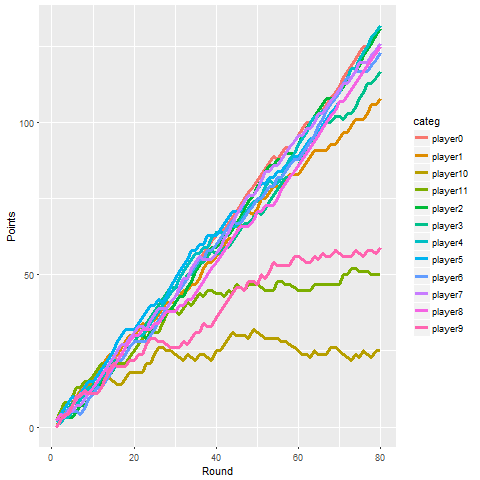 100
50
0
0
20
40
60
80
Round
Points
categ
player0
player1
player10
player11
player2
player3
player4
player5
player6
player7
player8
player9